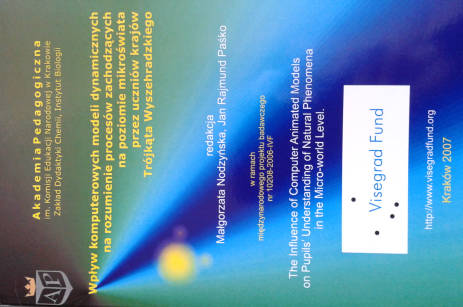 Akademia Pedagogiczna
im. Komisji Edukacji Narodowej w Krakowie
Zakład Dydaktyki Chemii, Instytut Biologii
Wpływ komputerowych modeli dynamicznych
na rozumienie procesów zachodzących
na poziomie mikroświata
przez uczniów krajów
Trójkąta Wyszehradzkiego
redakcja
Małgorzata Nodzyńska, Jan Rajmund Paśko
w ramach
międzynarodowego projektu badawczego
nr 10208-2006-IVF
The Influence of Computer Animated Models
on Pupils' Understanding of Natural Phenomena
in the Micro-world Level.
Visegrad Fund
http://www.visegradfund.org
Kraków 2007